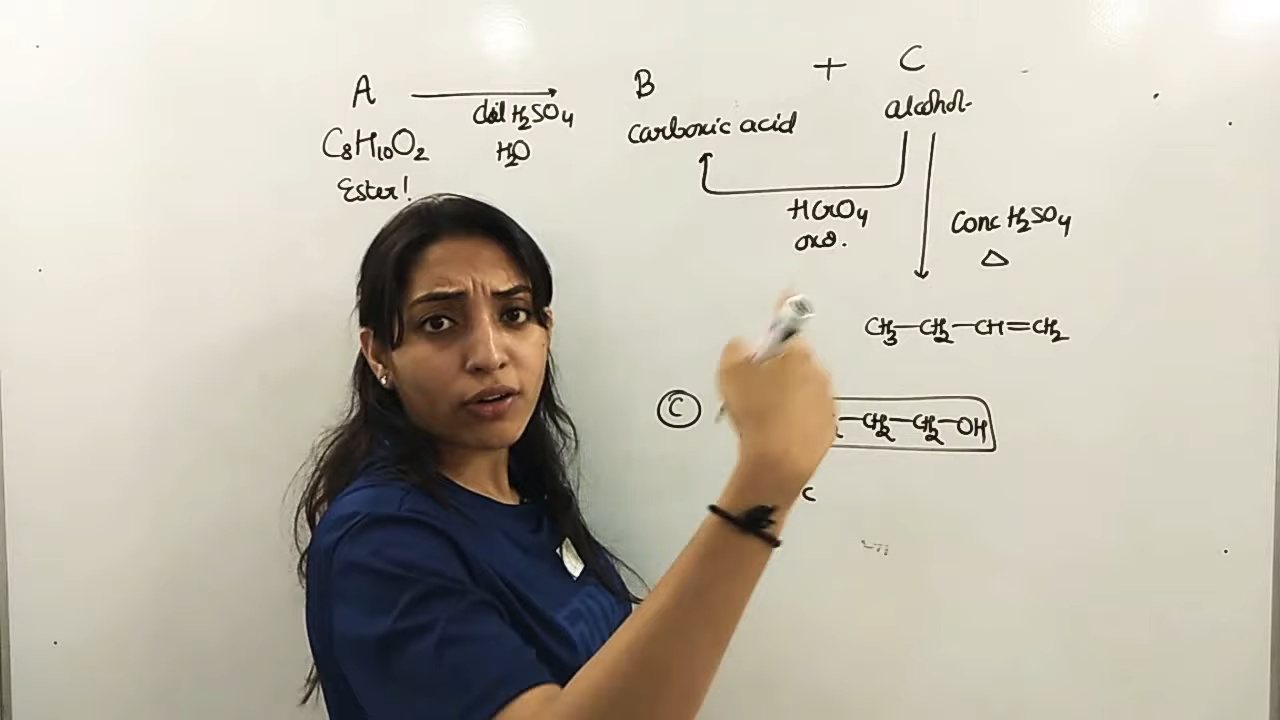 A → B + C
dil H2SO4
H2O
C8H10O2
Ester!
carboxic acid
alcohol
HCrO4
oxd.
Conc H2SO4
△
CH3—CH2—CH=CH2
C
—CH2—CH2—OH
C